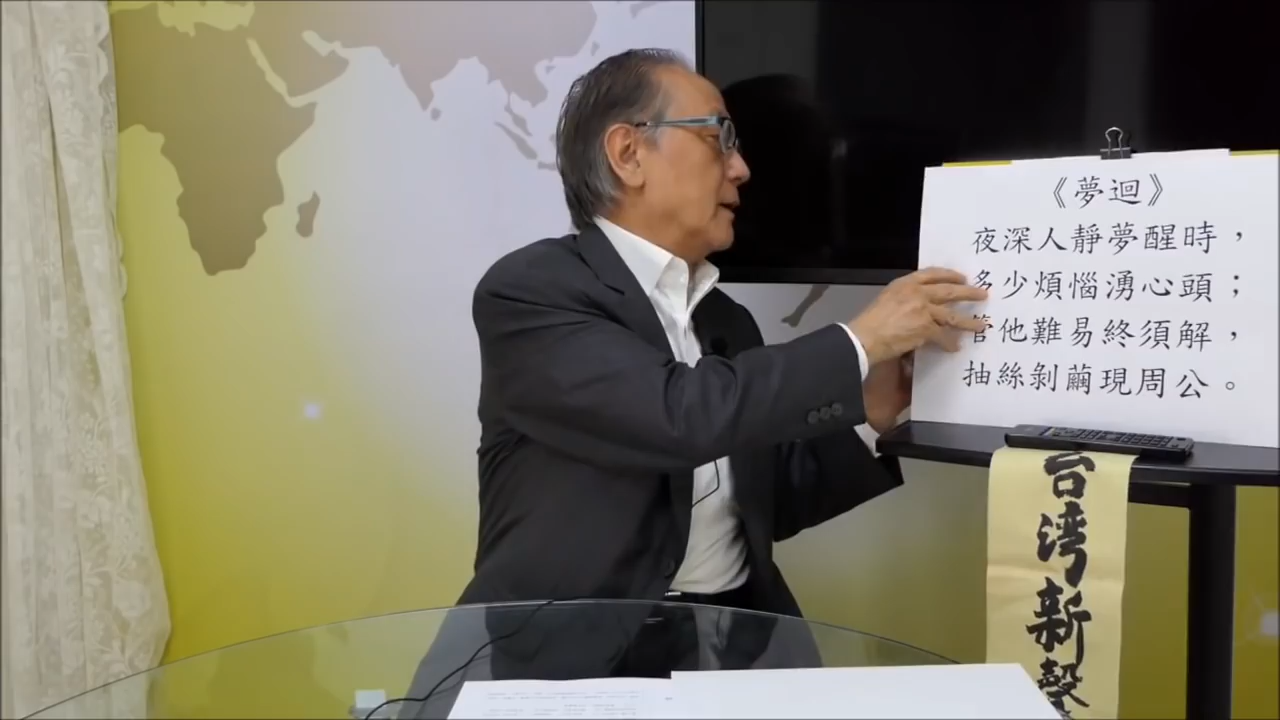 《夢迴》
夜深人靜夢醒時，
多少煩惱湧心頭；
管他難易終須解，
抽絲剝繭現周公。
台湾新聲